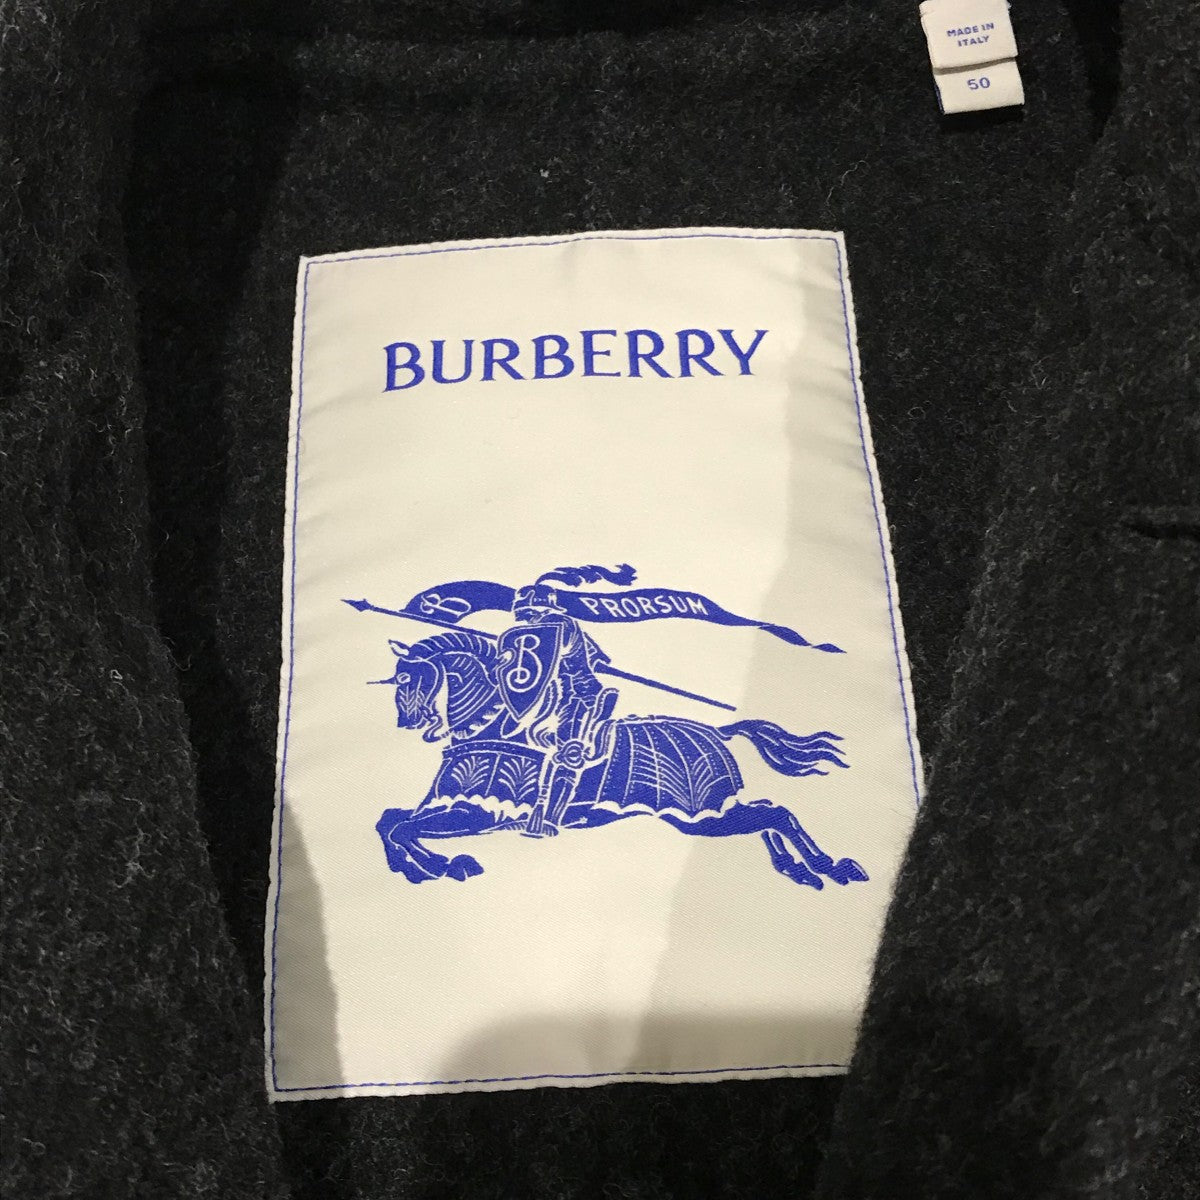 MADE IN
ITALY
50
BURBERRY
B PRORSUM
B